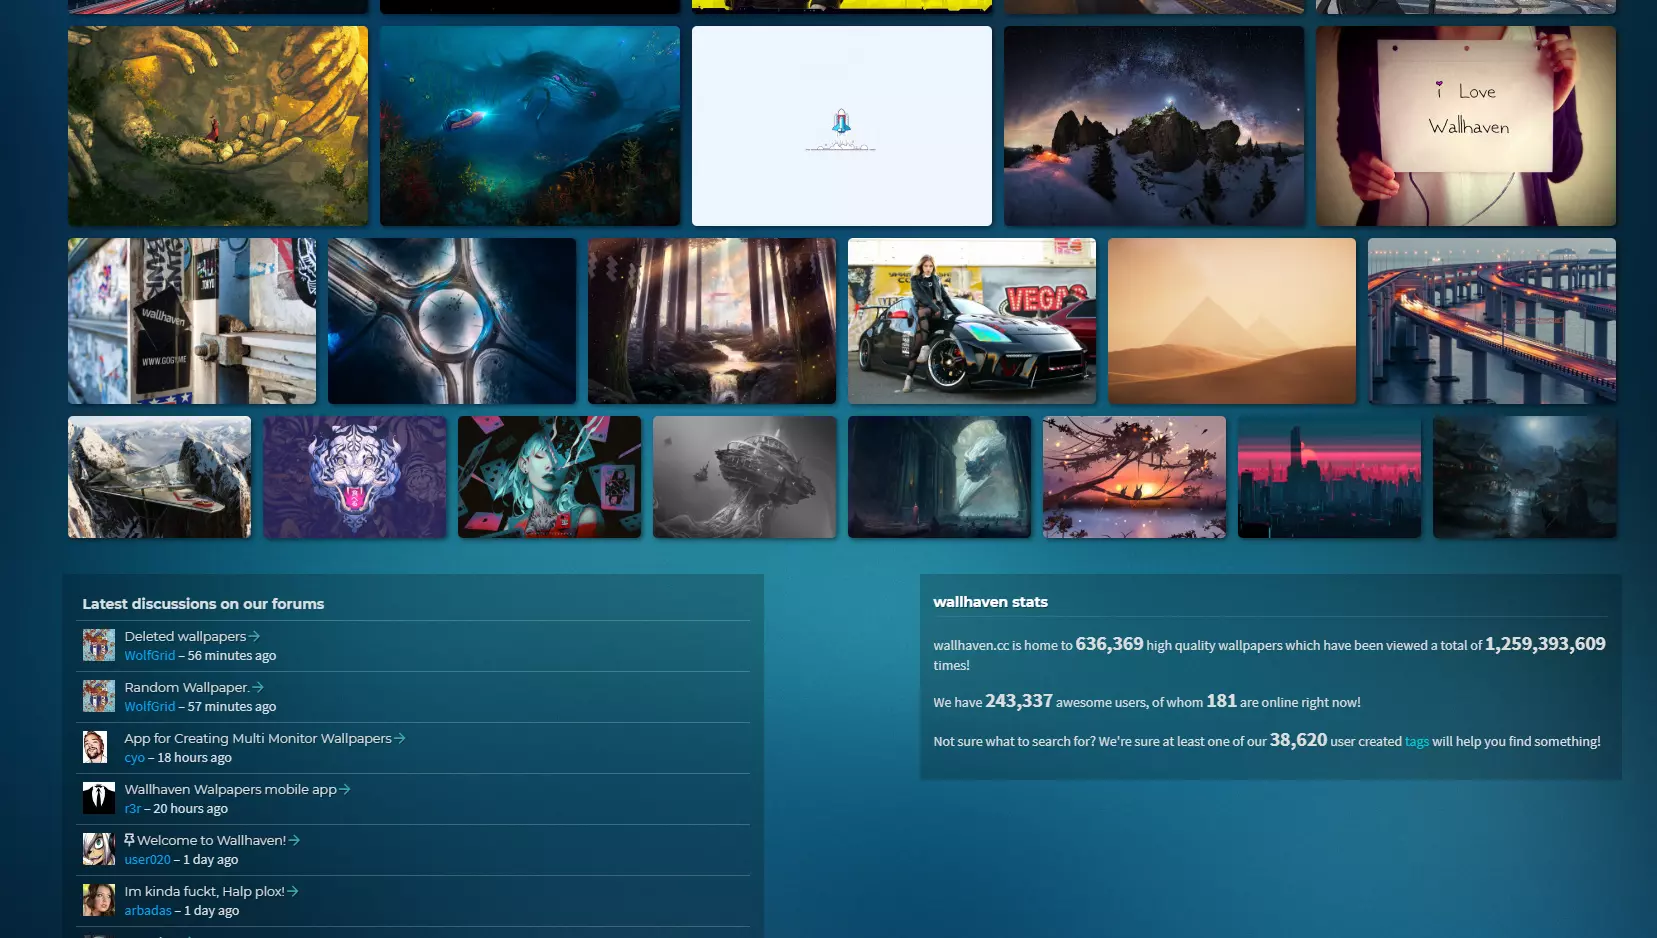 i Love
Wallhaven
wallhaven
WWW.GOGY.ME
VEGAS
Latest discussions on our forums
Deleted wallpapers
WolfGrid – 56 minutes ago
Random Wallpaper.
WolfGrid – 57 minutes ago
App for Creating Multi Monitor Wallpapers
cyo – 18 hours ago
Wallhaven Walpapers mobile app
r3r – 20 hours ago
Welcome to Wallhaven!
user020 – 1 day ago
Im kinda fuckt, Halp plox!
arbadas – 1 day ago
wallhaven stats
wallhaven.cc is home to 636,369 high quality wallpapers which have been viewed a total of 1,259,393,609
times!
We have 243,337 awesome users, of whom 181 are online right now!
Not sure what to search for? We're sure at least one of our 38,620 user created tags will help you find something!